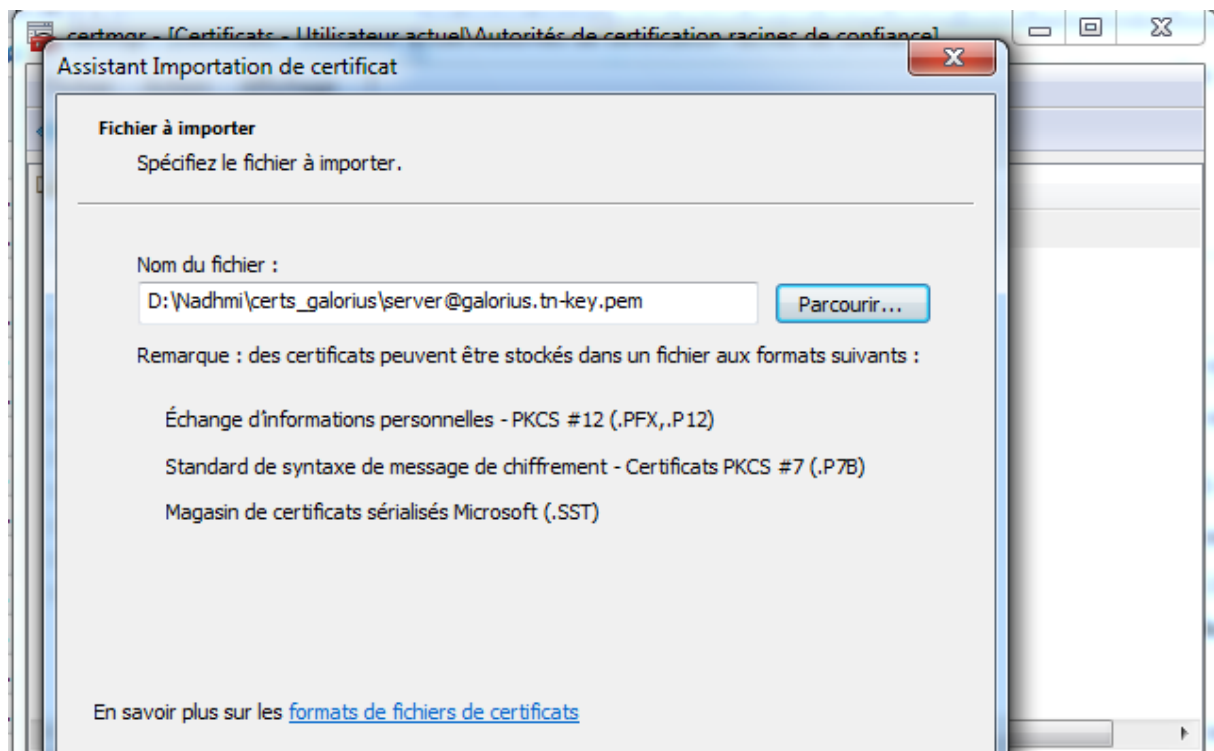 certmgr - [Certificats - Utilisateur actuel\Autorités de certification racines de confiance]
Assistant Importation de certificat
Fichier à importer
Spécifiez le fichier à importer.
Nom du fichier :
D:\Nadhmi\certs_galorius\server@galorius.tn-key.pem
Parcourir...
Remarque : des certificats peuvent être stockés dans un fichier aux formats suivants :
Échange d'informations personnelles - PKCS #12 (.PFX,.P12)
Standard de syntaxe de message de chiffrement - Certificats PKCS #7 (.P7B)
Magasin de certificats sérialisés Microsoft (.SST)
En savoir plus sur les formats de fichiers de certificats